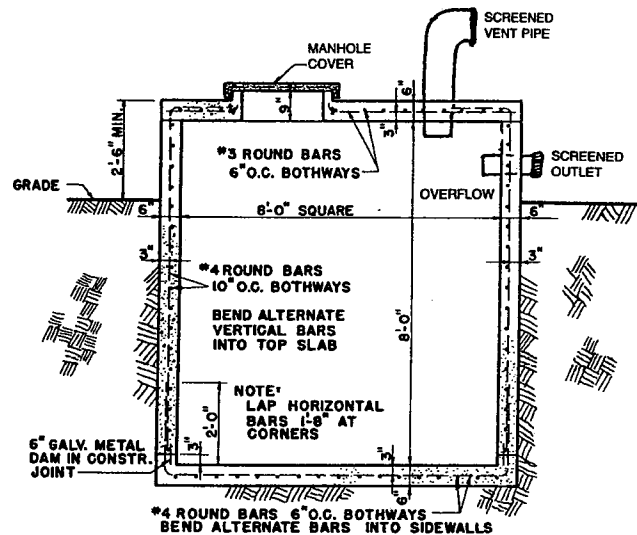 SCREENED
VENT PIPE
MANHOLE
COVER
9"
6"
3"
2'-6" MIN.
#3 ROUND BARS
6" O.C. BOTHWAYS
SCREENED
OUTLET
GRADE
OVERFLOW
6"
8'-0" SQUARE
6"
3"
3"
#4 ROUND BARS
10" O.C. BOTHWAYS
BEND ALTERNATE
VERTICAL BARS
INTO TOP SLAB
8'-0"
NOTE:
LAP HORIZONTAL
BARS 1'-8" AT
CORNERS
2'-0"
6" GALV. METAL
DAM IN CONSTR.
JOINT
3"
3"
6"
#4 ROUND BARS 6" O.C. BOTHWAYS
BEND ALTERNATE BARS INTO SIDEWALLS